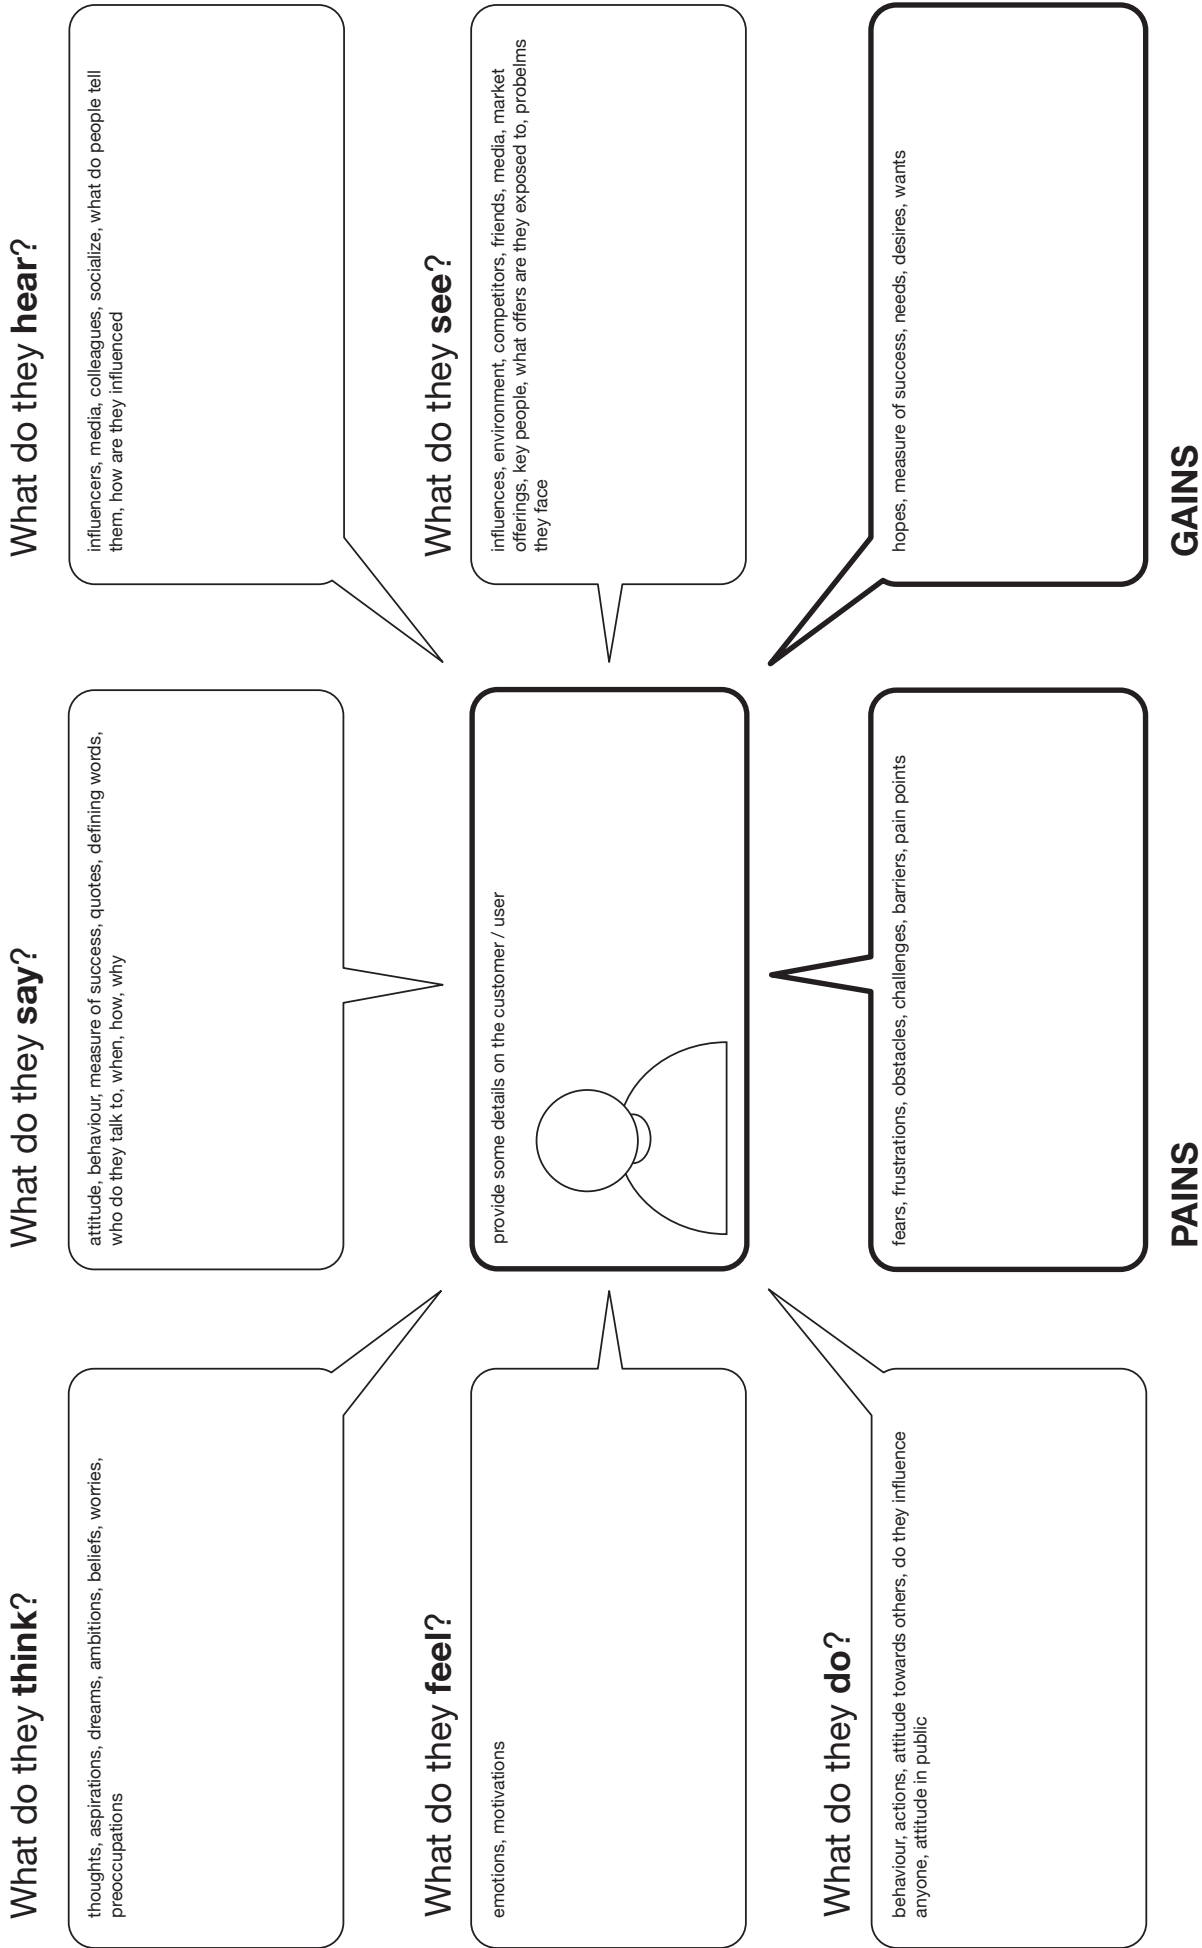 What do they think?
thoughts, aspirations, dreams, ambitions, beliefs, worries,
preoccupations
What do they say?
attitude, behaviour, measure of success, quotes, defining words,
who do they talk to, when, how, why
What do they hear?
influencers, media, colleagues, socialize, what do people tell
them, how are they influenced
What do they feel?
emotions, motivations
provide some details on the customer / user
What do they see?
influences, environment, competitors, friends, media, market
offerings, key people, what offers are they exposed to, probelms
they face
What do they do?
behaviour, actions, attitude towards others, do they influence
anyone, attitude in public
fears, frustrations, obstacles, challenges, barriers, pain points
PAINS
hopes, measure of success, needs, desires, wants
GAINS